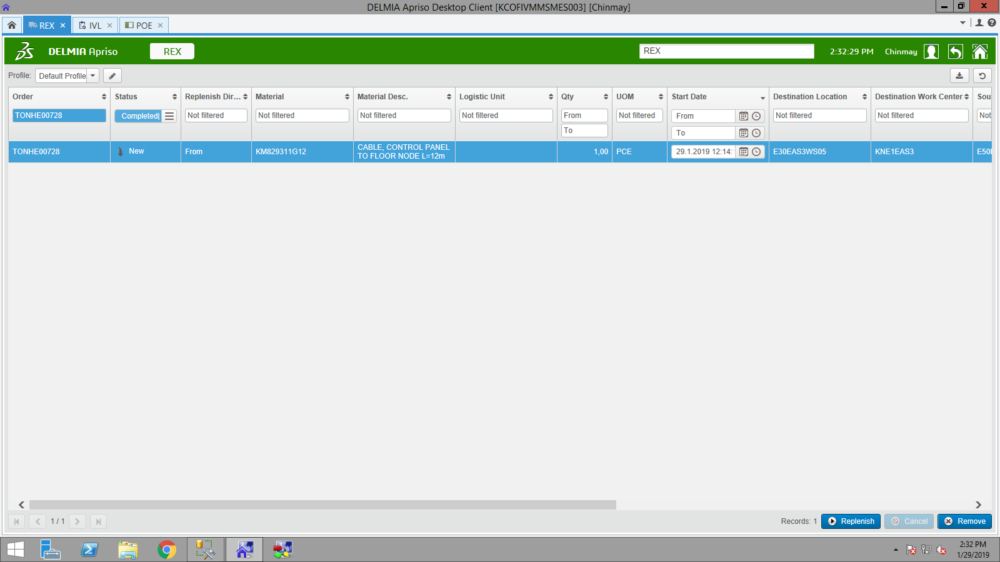 DELMIA Apriso Desktop Client [KCOFIVMMSMES003] [Chinmay]
REX
IVL
POE
DELMIA Apriso
REX
REX
2:32:29 PM
Chinmay
Profile:
Default Profile
Order
Status
Replenish Dir...
Material
Material Desc.
Logistic Unit
Qty
UOM
Start Date
Destination Location
Destination Work Center
Sou
TONHE00728
Completed|
Not filtered
Not filtered
Not filtered
Not filtered
From
Not filtered
From
Not filtered
Not filtered
Not
To
To
TONHE00728
New
From
KM829311G12
CABLE, CONTROL PANEL
TO FLOOR NODE L=12m
1,00
PCE
29.1.2019 12:14:
E30EAS3WS05
KNE1EAS3
1 / 1
Records: 1
Replenish
Cancel
Remove
2:32 PM
1/29/2019